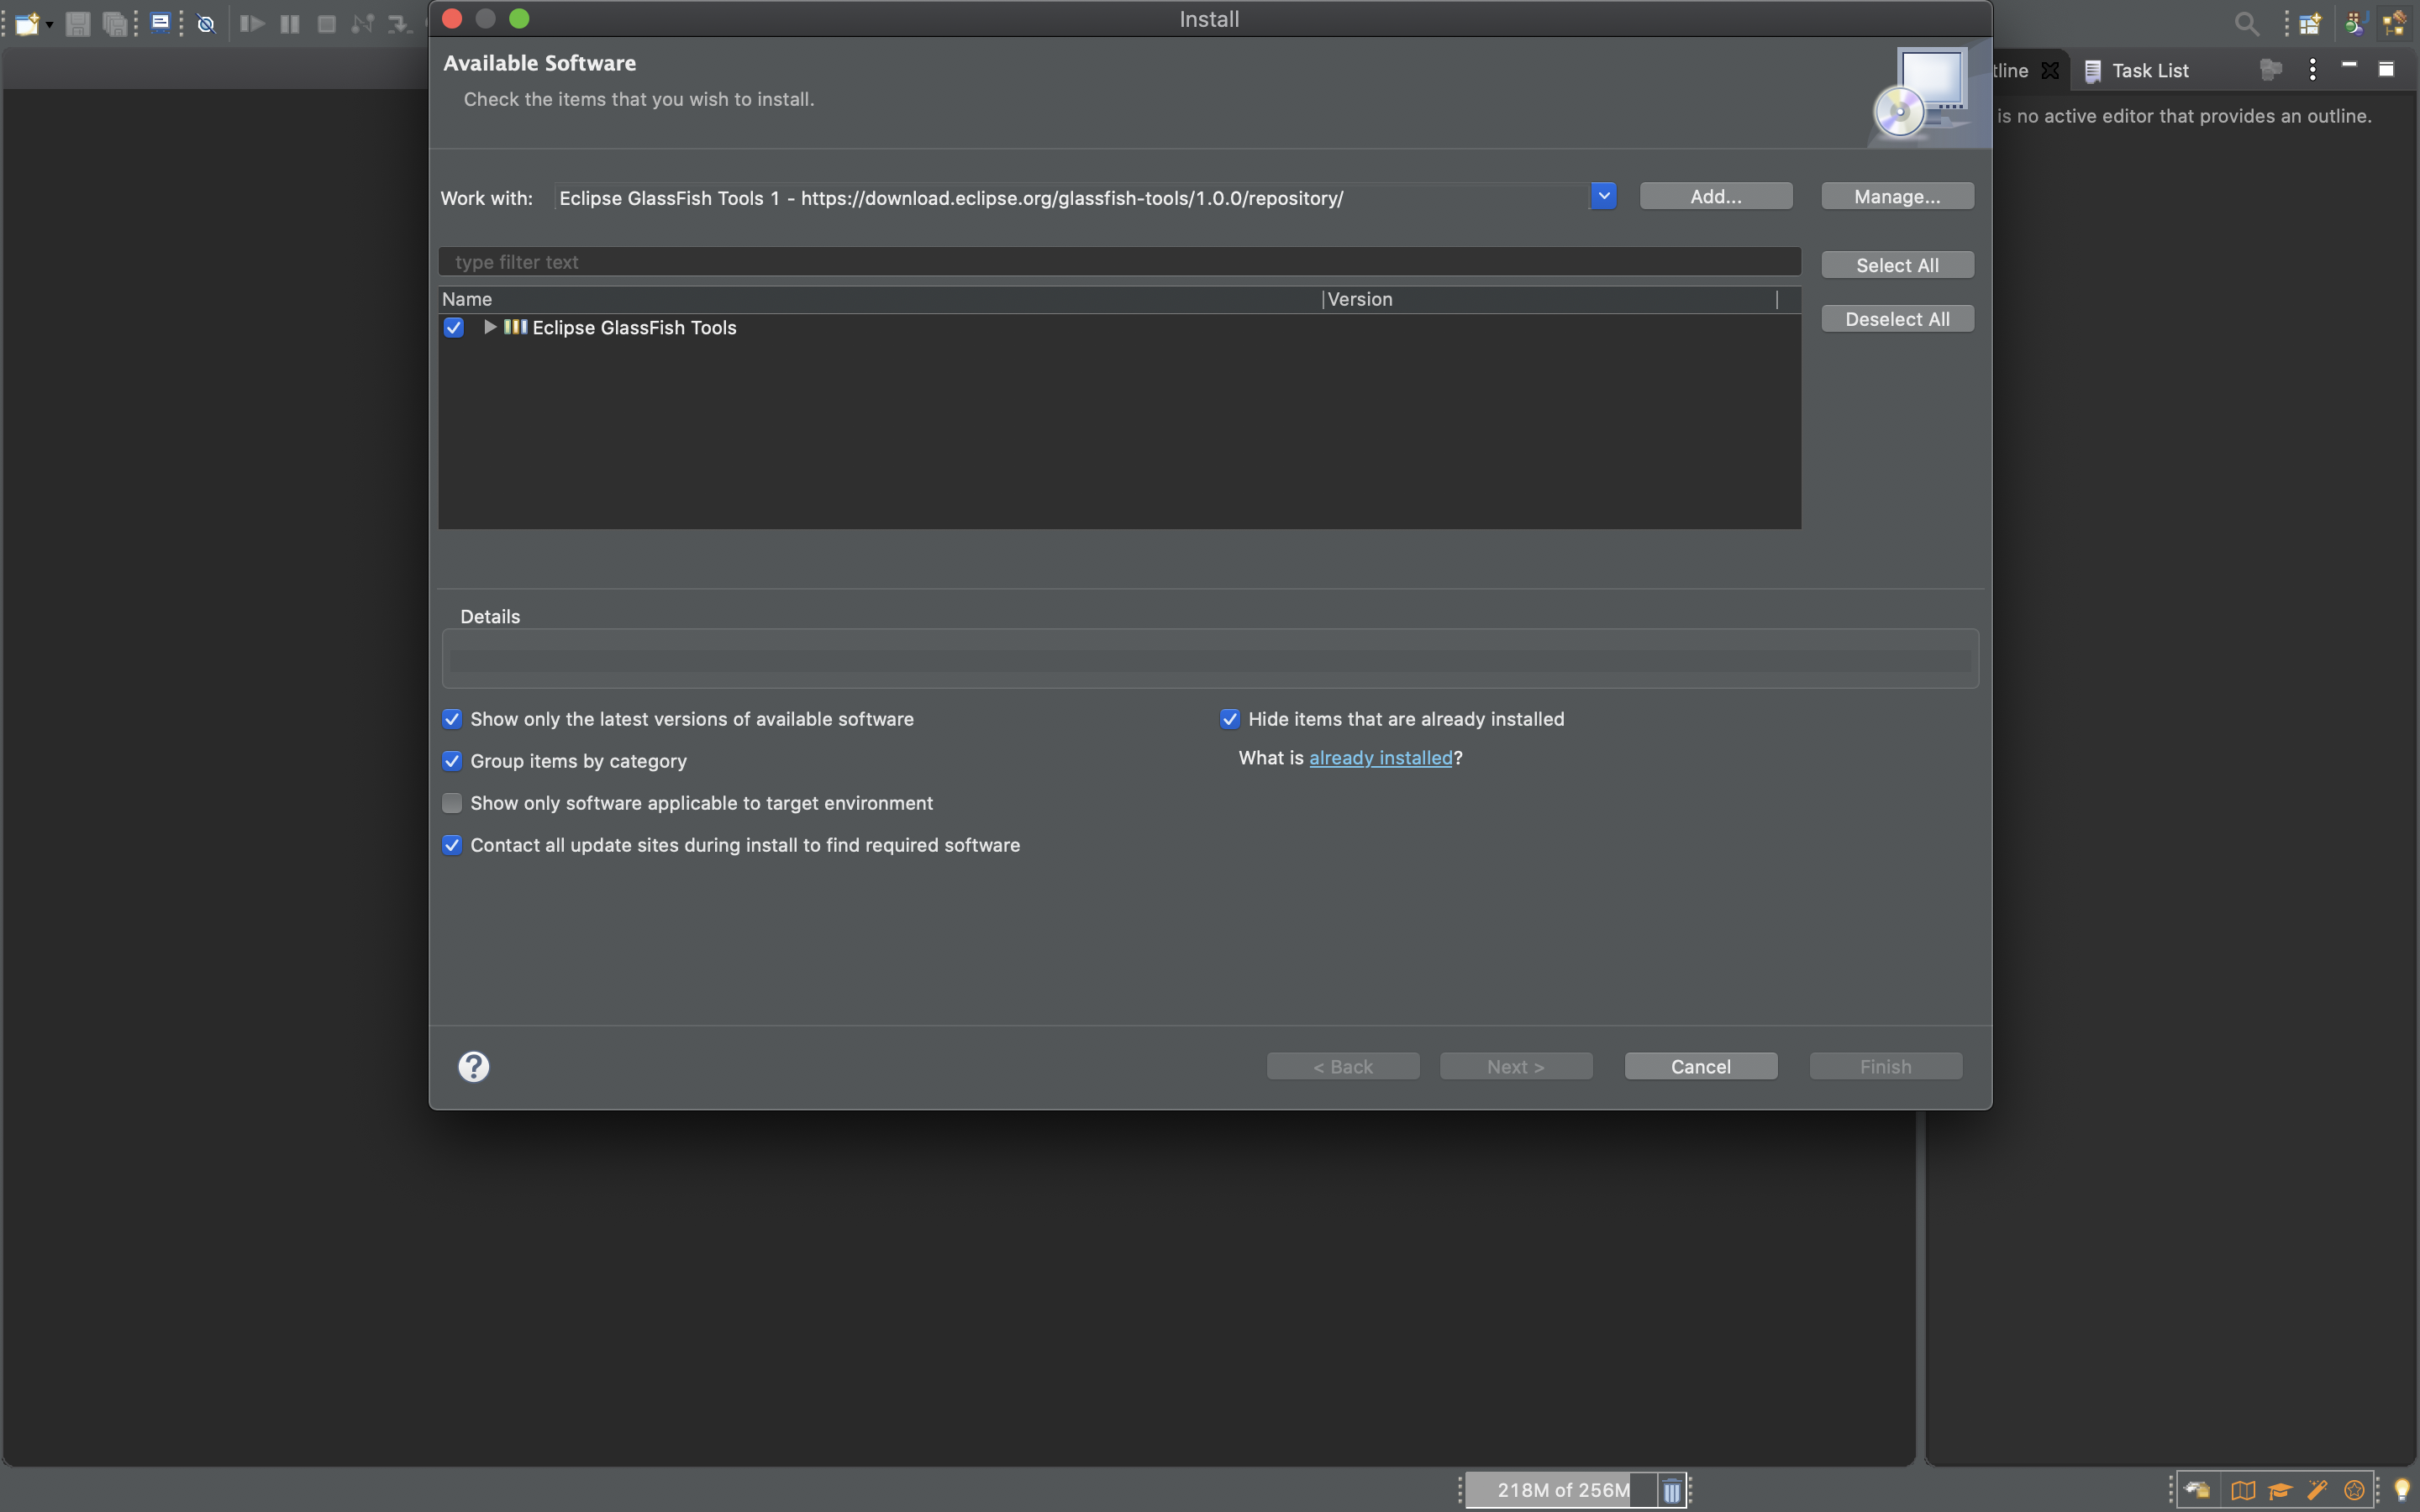 Install
Available Software
Check the items that you wish to install.
tline
Task List
is no active editor that provides an outline.
Work with:
Eclipse GlassFish Tools 1 - https://download.eclipse.org/glassfish-tools/1.0.0/repository/
Add...
Manage...
type filter text
Select All
Name
Version
Deselect All
Eclipse GlassFish Tools
Details
Show only the latest versions of available software
Hide items that are already installed
Group items by category
What is already installed?
Show only software applicable to target environment
Contact all update sites during install to find required software
?
< Back
Next >
Cancel
Finish
218M of 256M